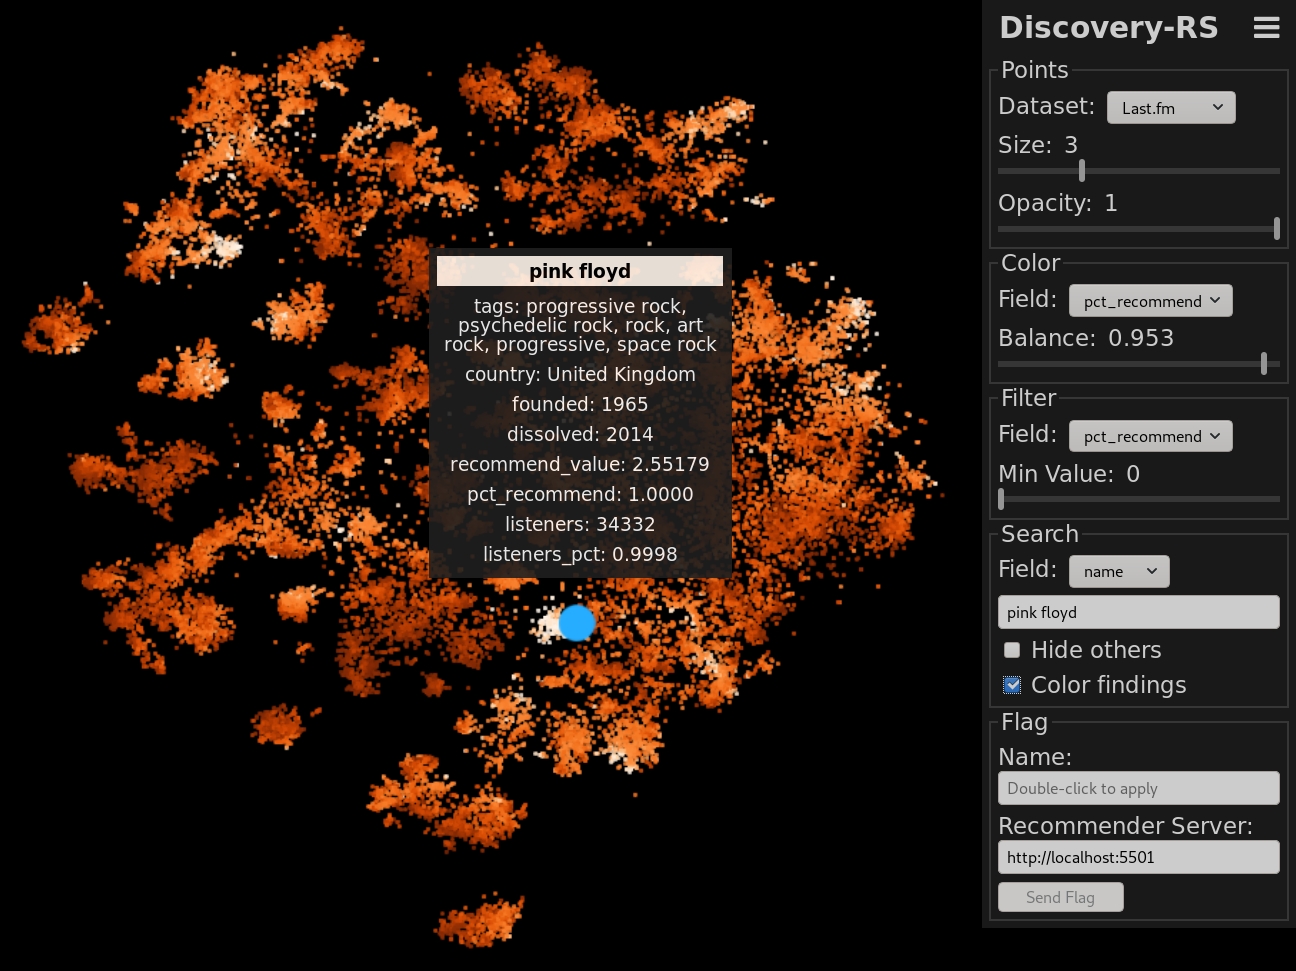 pink floyd
tags: progressive rock,
psychedelic rock, rock, art
rock, progressive, space rock
country: United Kingdom
founded: 1965
dissolved: 2014
recommend_value: 2.55179
pct_recommend: 1.0000
listeners: 34332
listeners_pct: 0.9998
Discovery-RS
Points
Dataset: Last.fm
Size: 3
Opacity: 1
Color
Field: pct_recommend
Balance: 0.953
Filter
Field: pct_recommend
Min Value: 0
Search
Field: name
pink floyd
Hide others
Color findings
Flag
Name:
Double-click to apply
Recommender Server:
http://localhost:5501
Send Flag